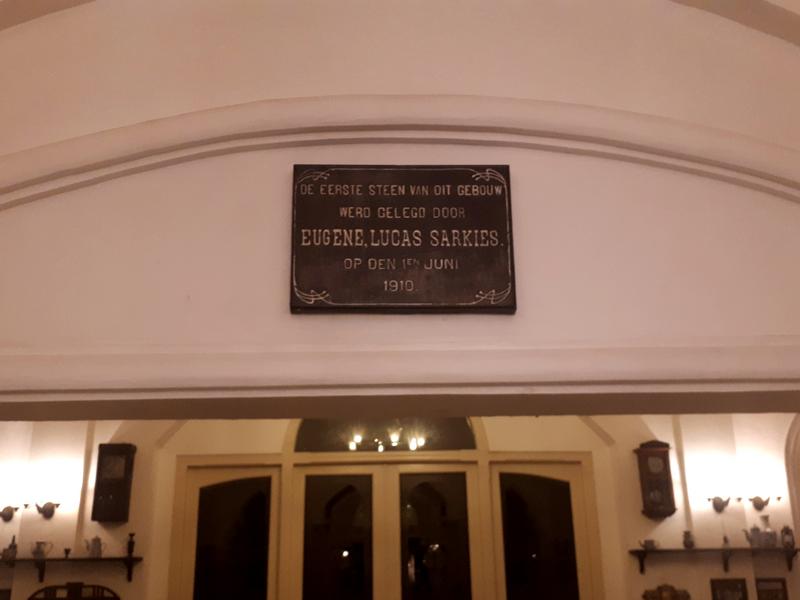 DE EERSTE STEEN VAN DIT GEBOUW
WERD GELEGD DOOR
EUGENE, LUCAS SARKIES.
OP DEN 1EN JUNI
1910.